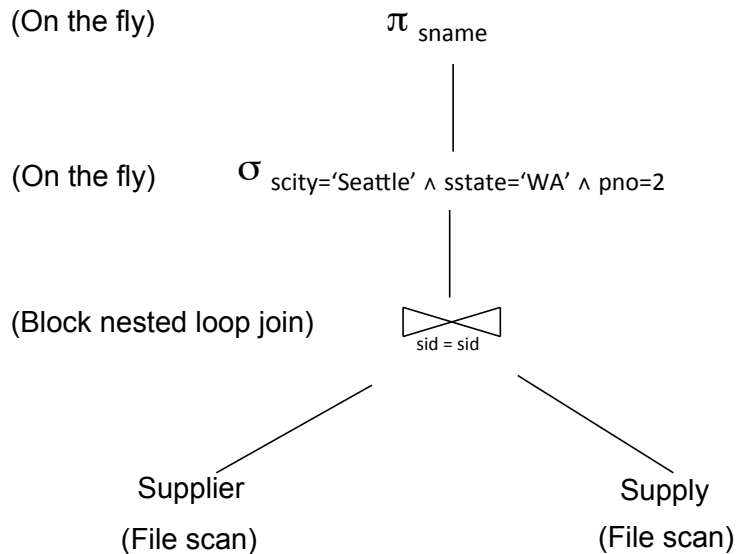 (On the fly) π sname
(On the fly) σ scity=‘Seattle’ ∧ sstate=‘WA’ ∧ pno=2
(Block nested loop join)
sid = sid
Supplier Supply
(File scan) (File scan)